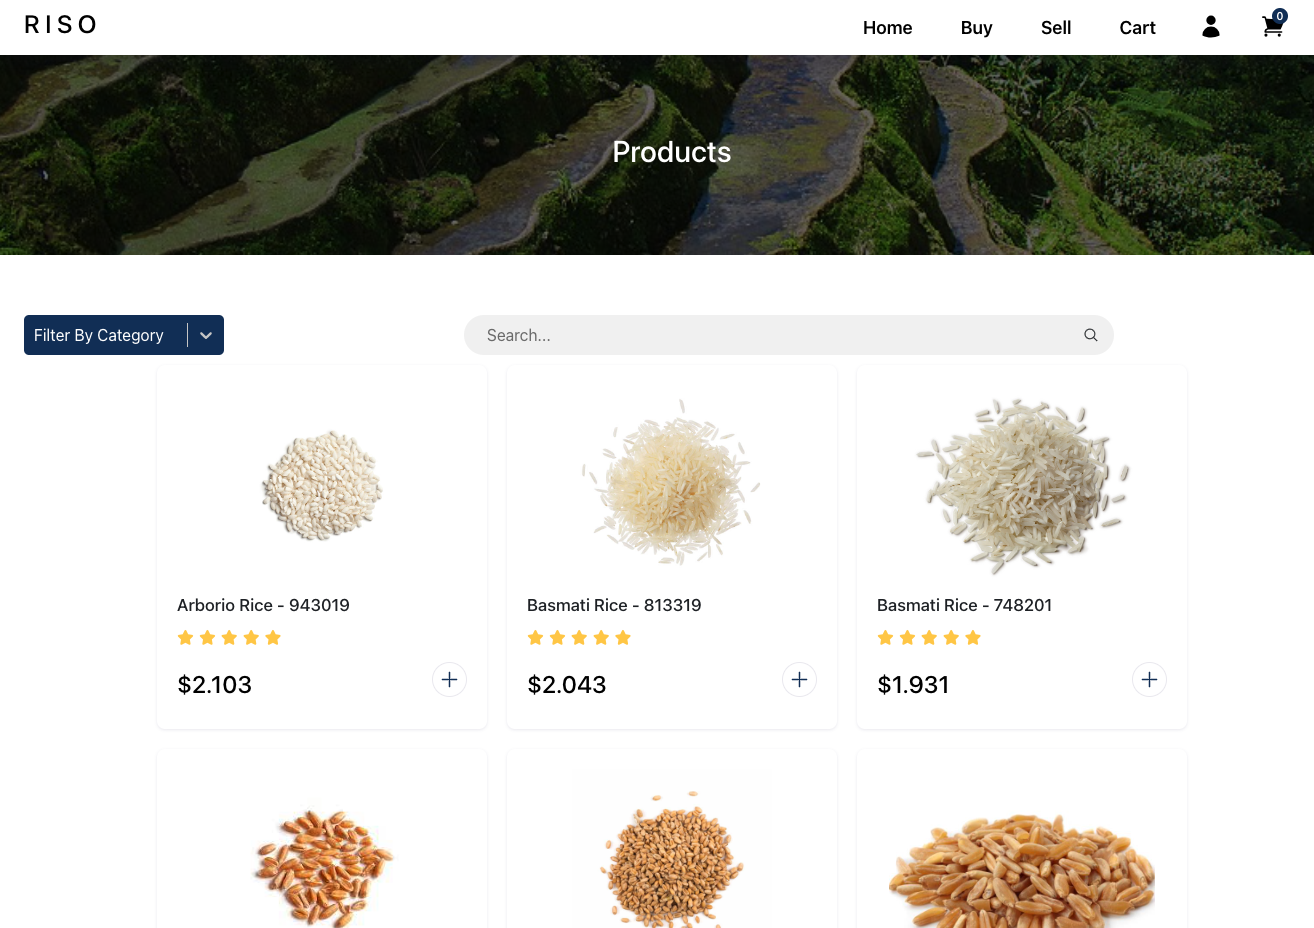 RISO
Home
Buy
Sell
Cart
0
Products
Filter By Category
Search...
Arborio Rice - 943019
$2.103
Basmati Rice - 813319
$2.043
Basmati Rice - 748201
$1.931